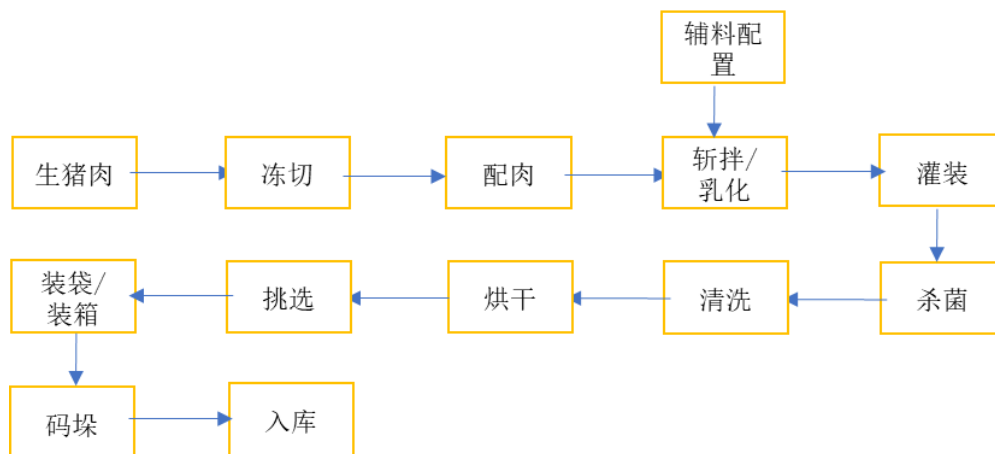 辅料配
置
生猪肉
冻切
配肉
斩拌/
乳化
灌装
装袋/
装箱
挑选
烘干
清洗
杀菌
码垛
入库